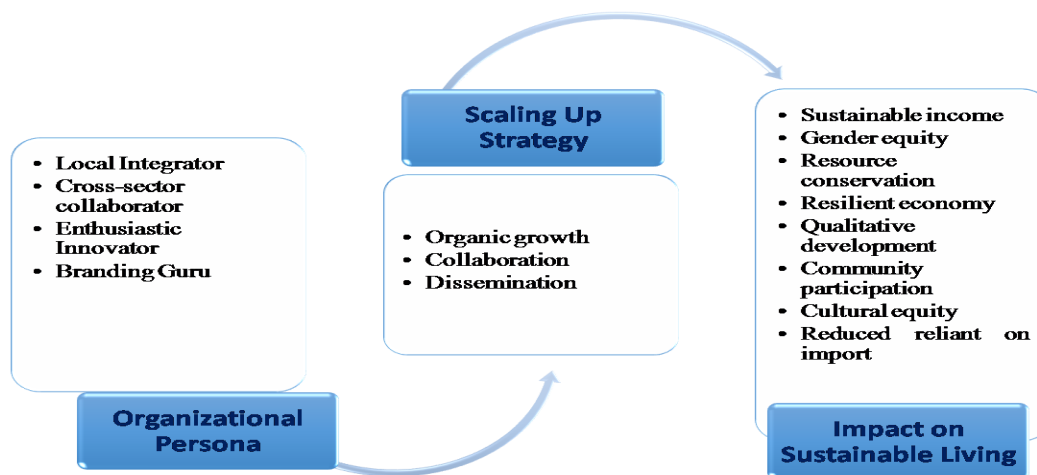 • Local Integrator
• Cross-sector
collaborator
• Enthusiastic
Innovator
• Branding Guru
Organizational
Persona
Scaling Up
Strategy
• Organic growth
• Collaboration
• Dissemination
• Sustainable income
• Gender equity
• Resource
conservation
• Resilient economy
• Qualitative
development
• Community
participation
• Cultural equity
• Reduced reliant on
import
Impact on
Sustainable Living